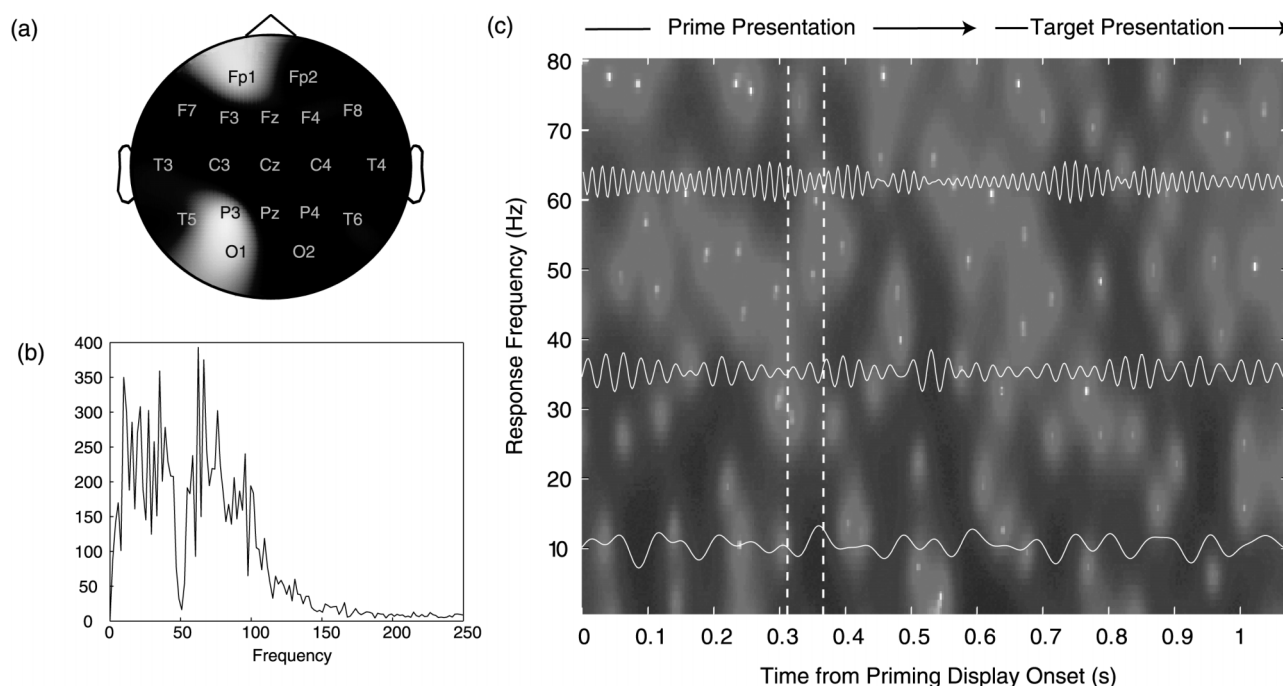 (a)
Fp1 Fp2
F7 F3 Fz F4 F8
T3 C3 Cz C4 T4
T5 P3 Pz P4 T6
O1 O2
(b)
400
350
300
250
200
150
100
50
0
0 50 100 150 200 250
Frequency
(c)
Prime Presentation Target Presentation
80
70
60
50
40
30
20
10
Response Frequency (Hz)
0 0.1 0.2 0.3 0.4 0.5 0.6 0.7 0.8 0.9 1
Time from Priming Display Onset (s)